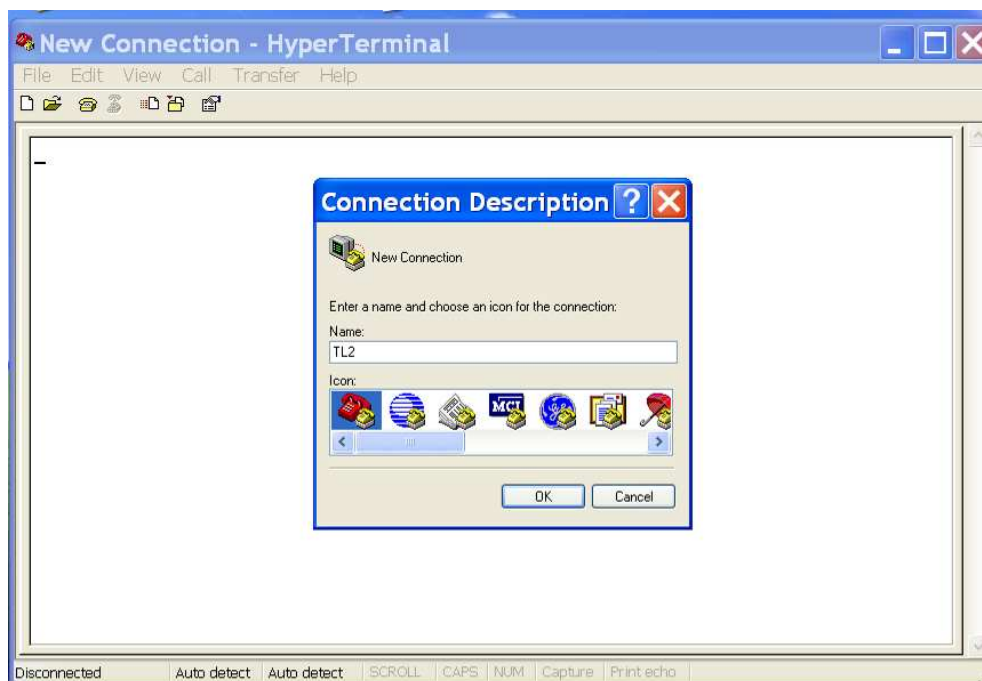 New Connection - HyperTerminal
File Edit View Call Transfer Help
Connection Description
New Connection
Enter a name and choose an icon for the connection:
Name:
TL2
Icon:
MCI
OK Cancel
Disconnected Auto detect Auto detect SCROLL CAPS NUM Capture Print echo